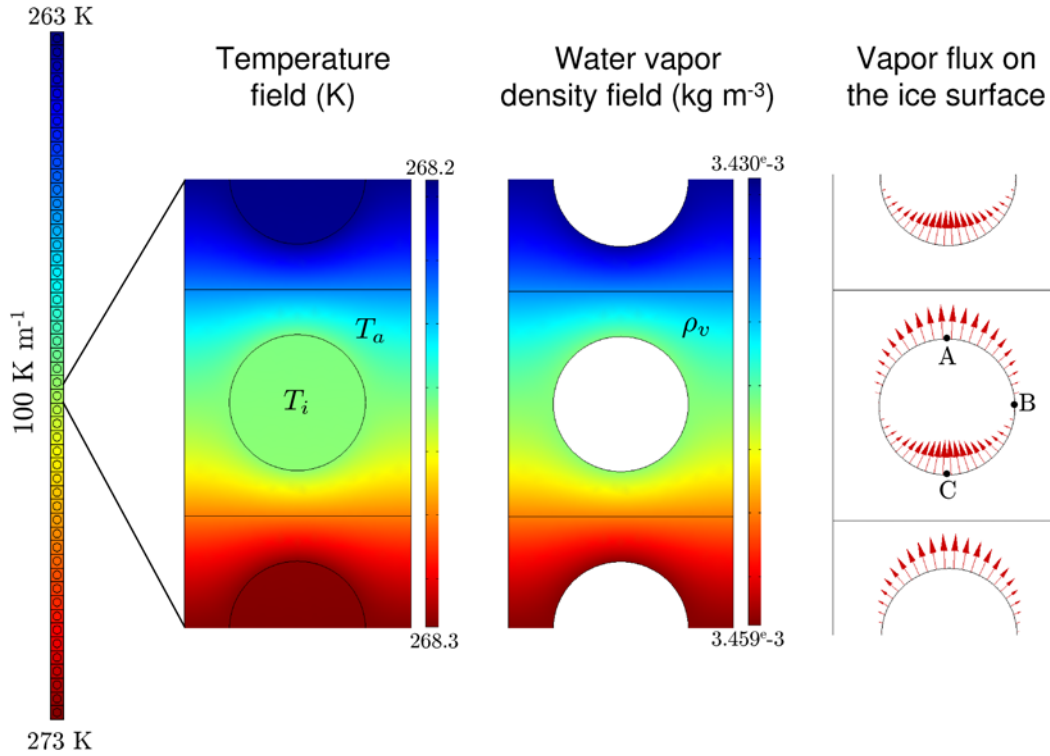 263 K
100 K m⁻¹
273 K
Temperature
field (K)
268.2
Tₐ
Tᵢ
268.3
Water vapor
density field (kg m⁻³)
3.430ᵉ-3
ρᵥ
3.459ᵉ-3
Vapor flux on
the ice surface
A
B
C